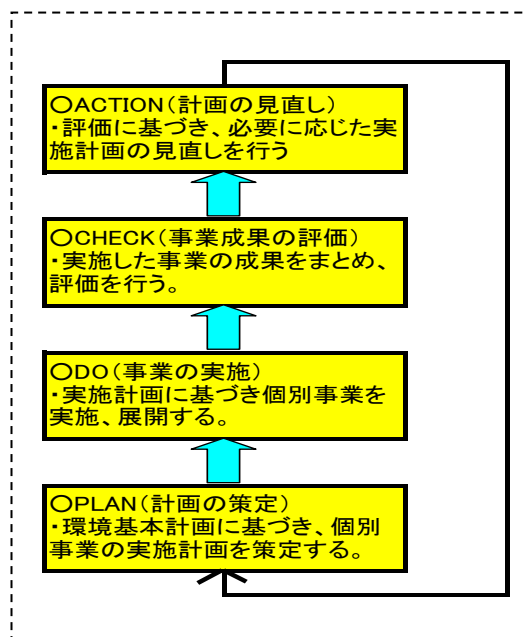 〇ACTION(計画の見直し)
・評価に基づき、必要に応じた実
施計画の見直しを行う
〇CHECK(事業成果の評価)
・実施した事業の成果をまとめ、
評価を行う。
〇DO(事業の実施)
・実施計画に基づき個別事業を
実施、展開する。
〇PLAN(計画の策定)
・環境基本計画に基づき、個別
事業の実施計画を策定する。